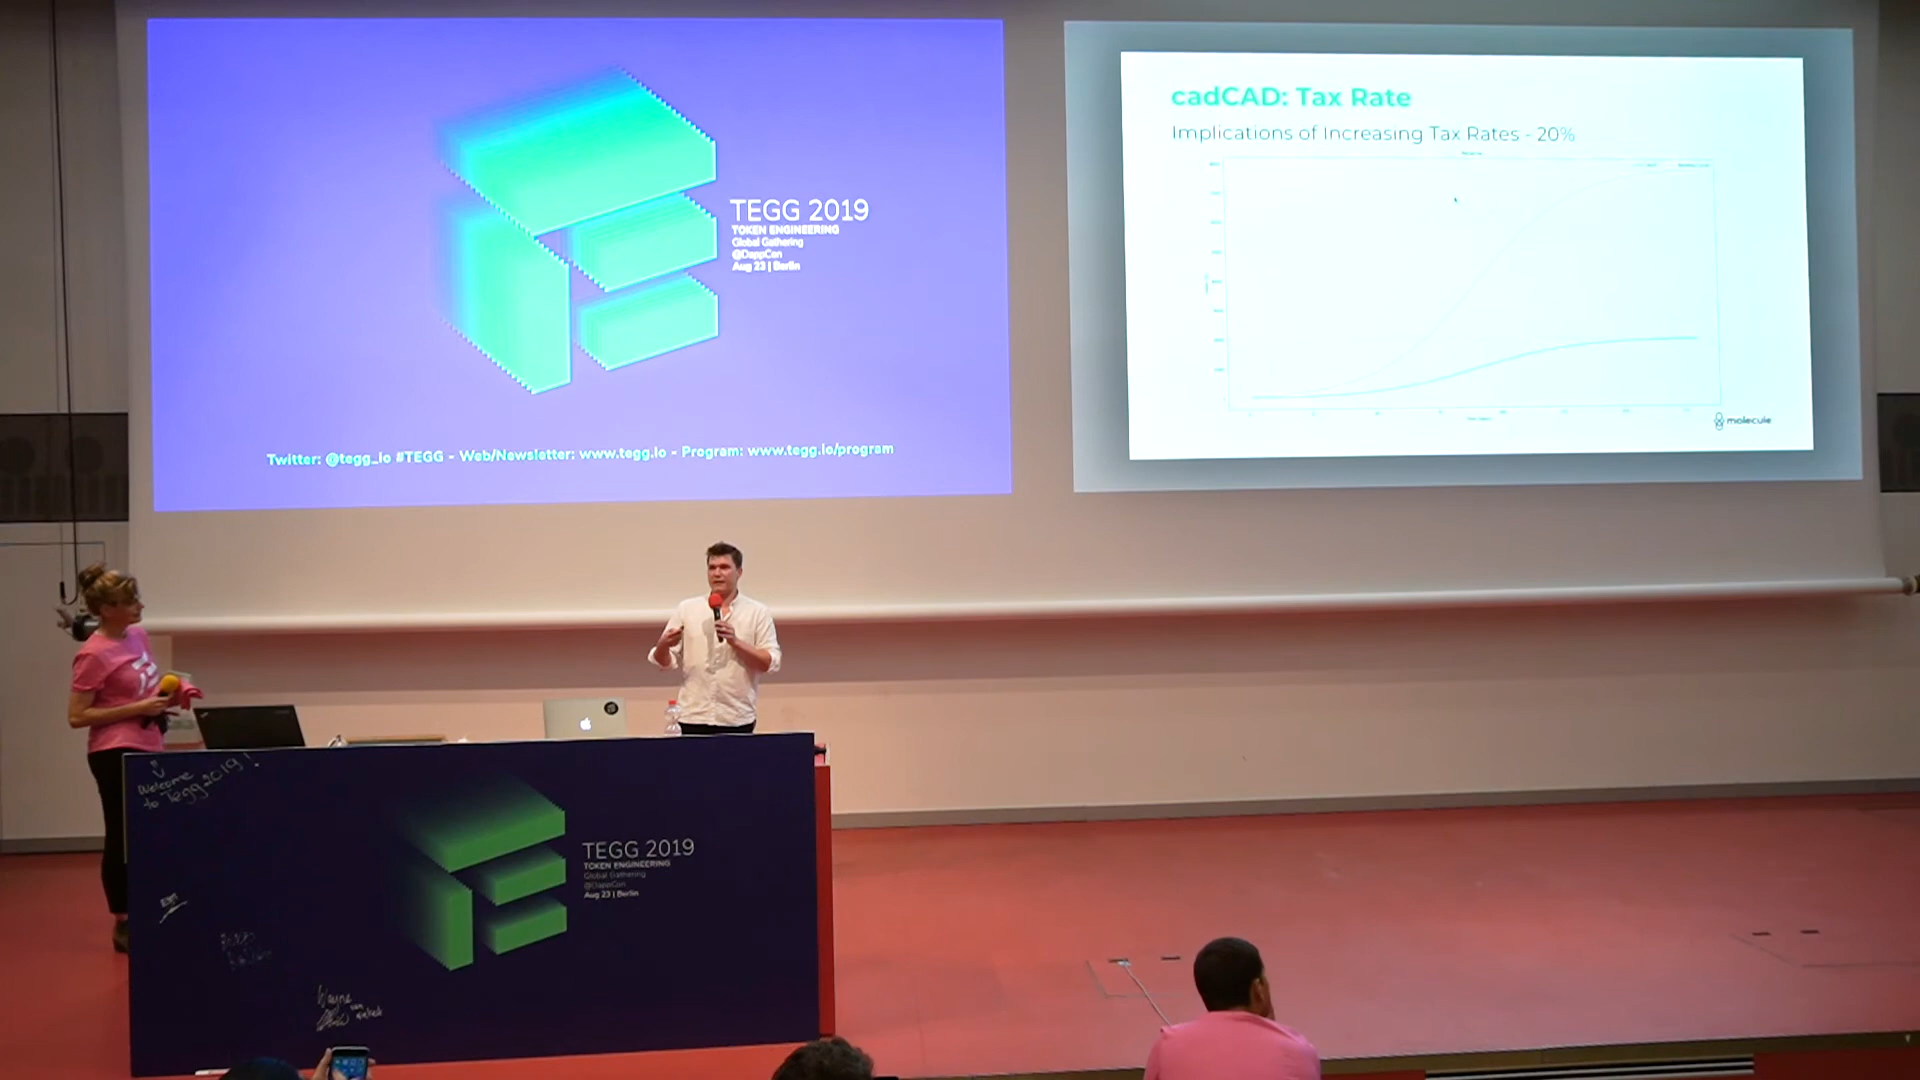 TEGG 2019
TOKEN ENGINEERING
Global Gathering
@DappCon
Aug 23 | Berlin
Twitter: @tegg_io #TEGG - Web/Newsletter: www.tegg.io - Program: www.tegg.io/program
cadCAD: Tax Rate
Implications of Increasing Tax Rates - 20%
molecule
Welcome
to Tegg 2019!
TEGG 2019
TOKEN ENGINEERING
Global Gathering
@DappCon
Aug 23 | Berlin
Wayne